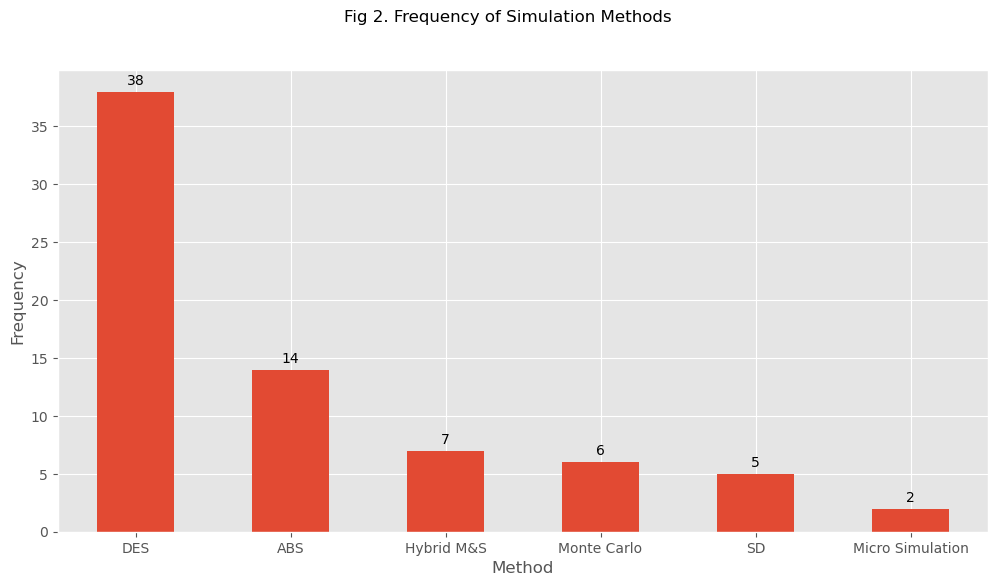 Fig 2. Frequency of Simulation Methods
38
35
30
25
20
15
10
5
0
Frequency
14
7
6
5
2
DES
ABS
Hybrid M&S
Monte Carlo
SD
Micro Simulation
Method